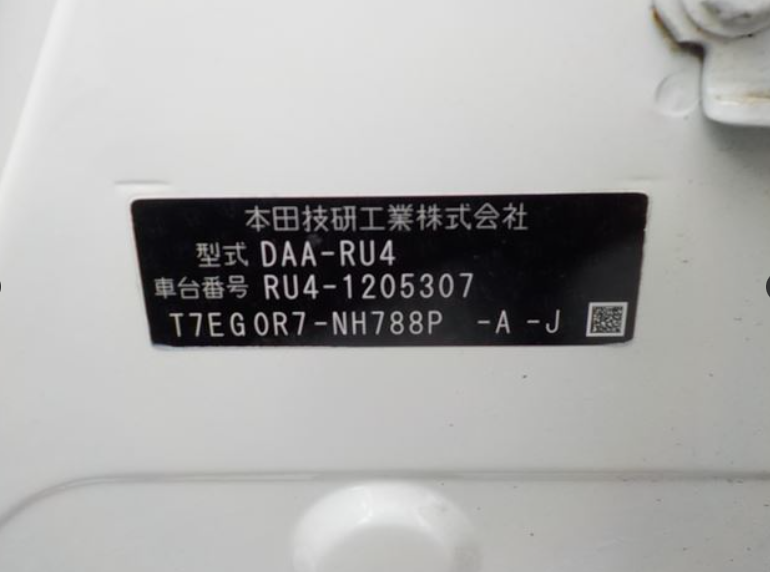 本田技研工業株式会社
型式 DAA-RU4
車台番号 RU4-1205307
T7EG0R7-NH788P -A -J